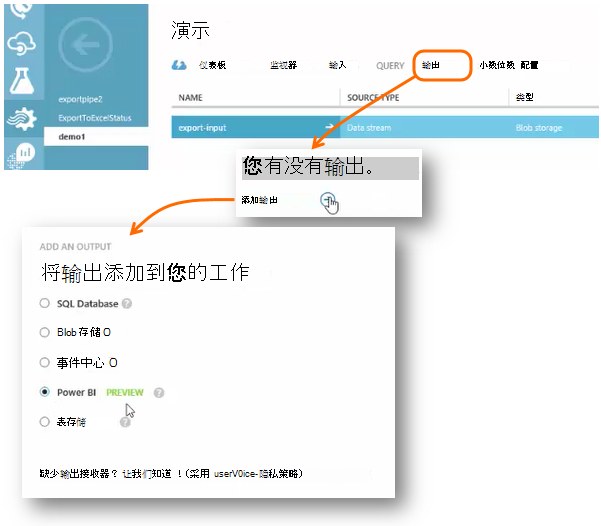 演示
仪表板 监视器 输入 QUERY 输出 小数位数 配置
exportpipe2
ExportToExcelStatus
demo1
NAME SOURCE TYPE 类型
export-input Data stream Blob storage
您有没有输出。
添加输出
ADD AN OUTPUT
将输出添加到您的工作
SQL Database ?
Blob 存储 O
事件中心 O
Power BI PREVIEW ?
表存储 ?
缺少输出接收器？ 让我们知道 ！(采用 userV0ice-隐私策略)